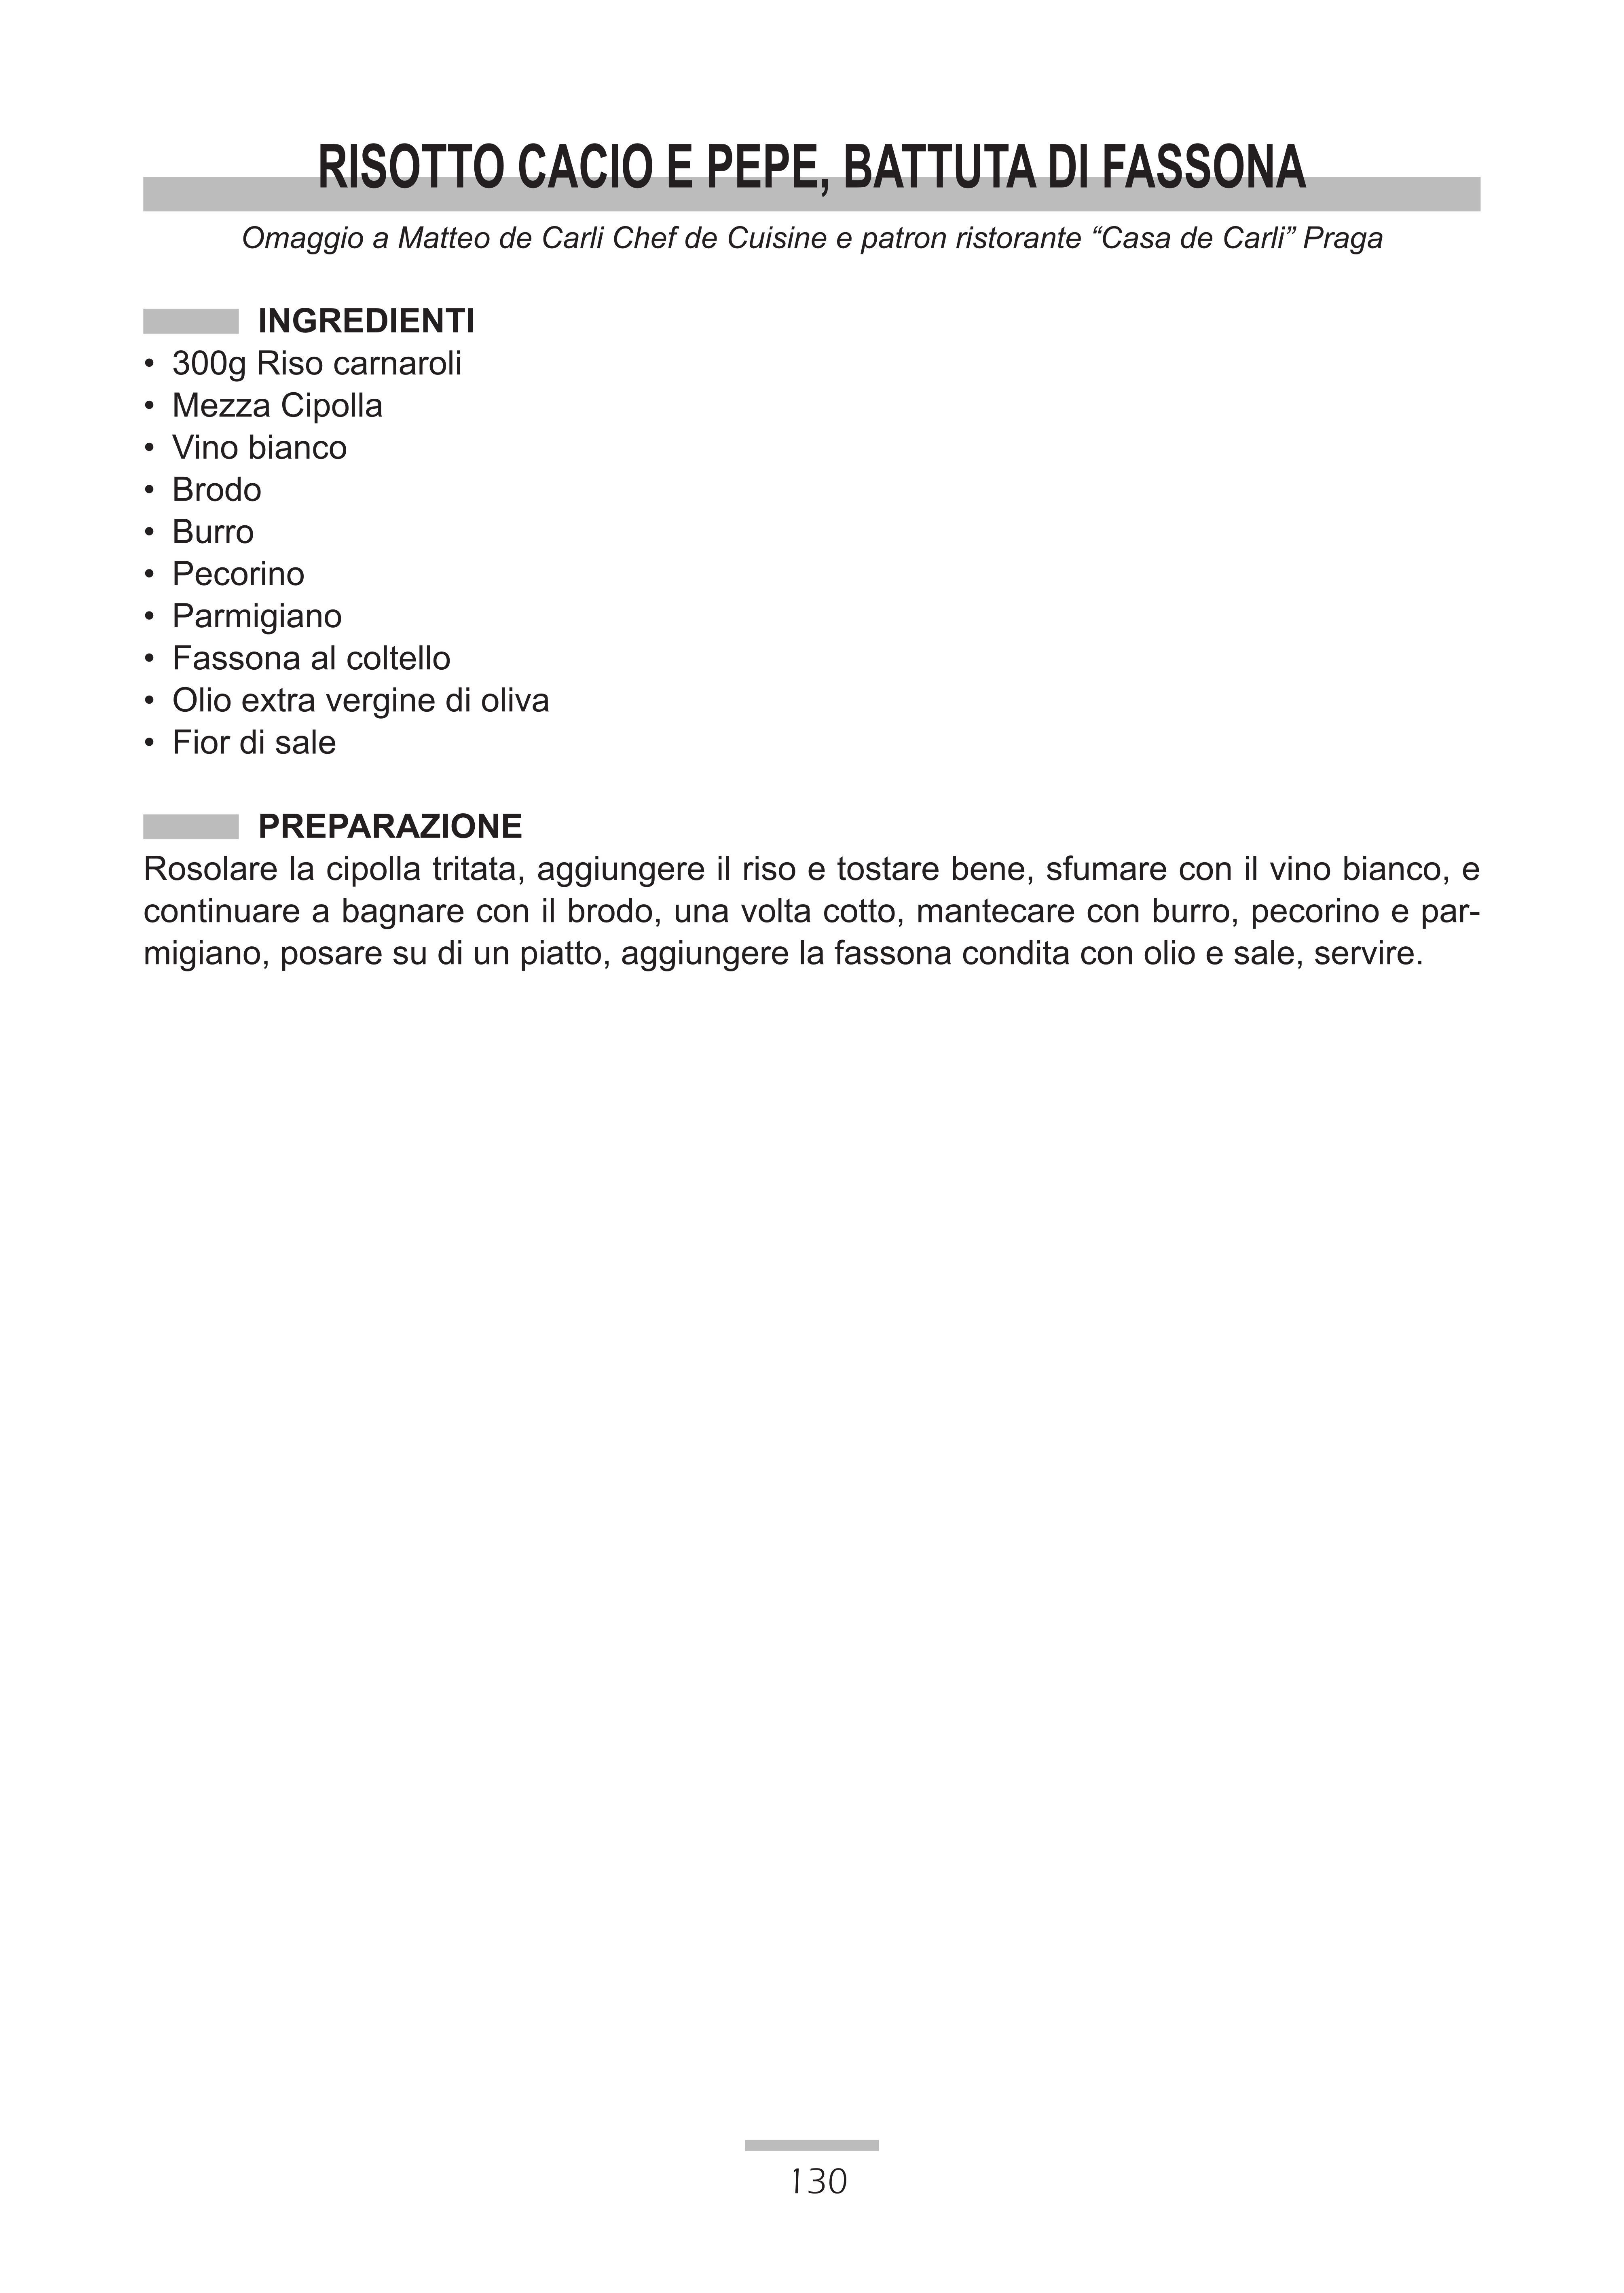 RISOTTO CACIO E PEPE, BATTUTA DI FASSONA
Omaggio a Matteo de Carli Chef de Cuisine e patron ristorante “Casa de Carli” Praga
INGREDIENTI
• 300g Riso carnaroli
• Mezza Cipolla
• Vino bianco
• Brodo
• Burro
• Pecorino
• Parmigiano
• Fassona al coltello
• Olio extra vergine di oliva
• Fior di sale
PREPARAZIONE
Rosolare la cipolla tritata, aggiungere il riso e tostare bene, sfumare con il vino bianco, e
continuare a bagnare con il brodo, una volta cotto, mantecare con burro, pecorino e par-
migiano, posare su di un piatto, aggiungere la fassona condita con olio e sale, servire.
130